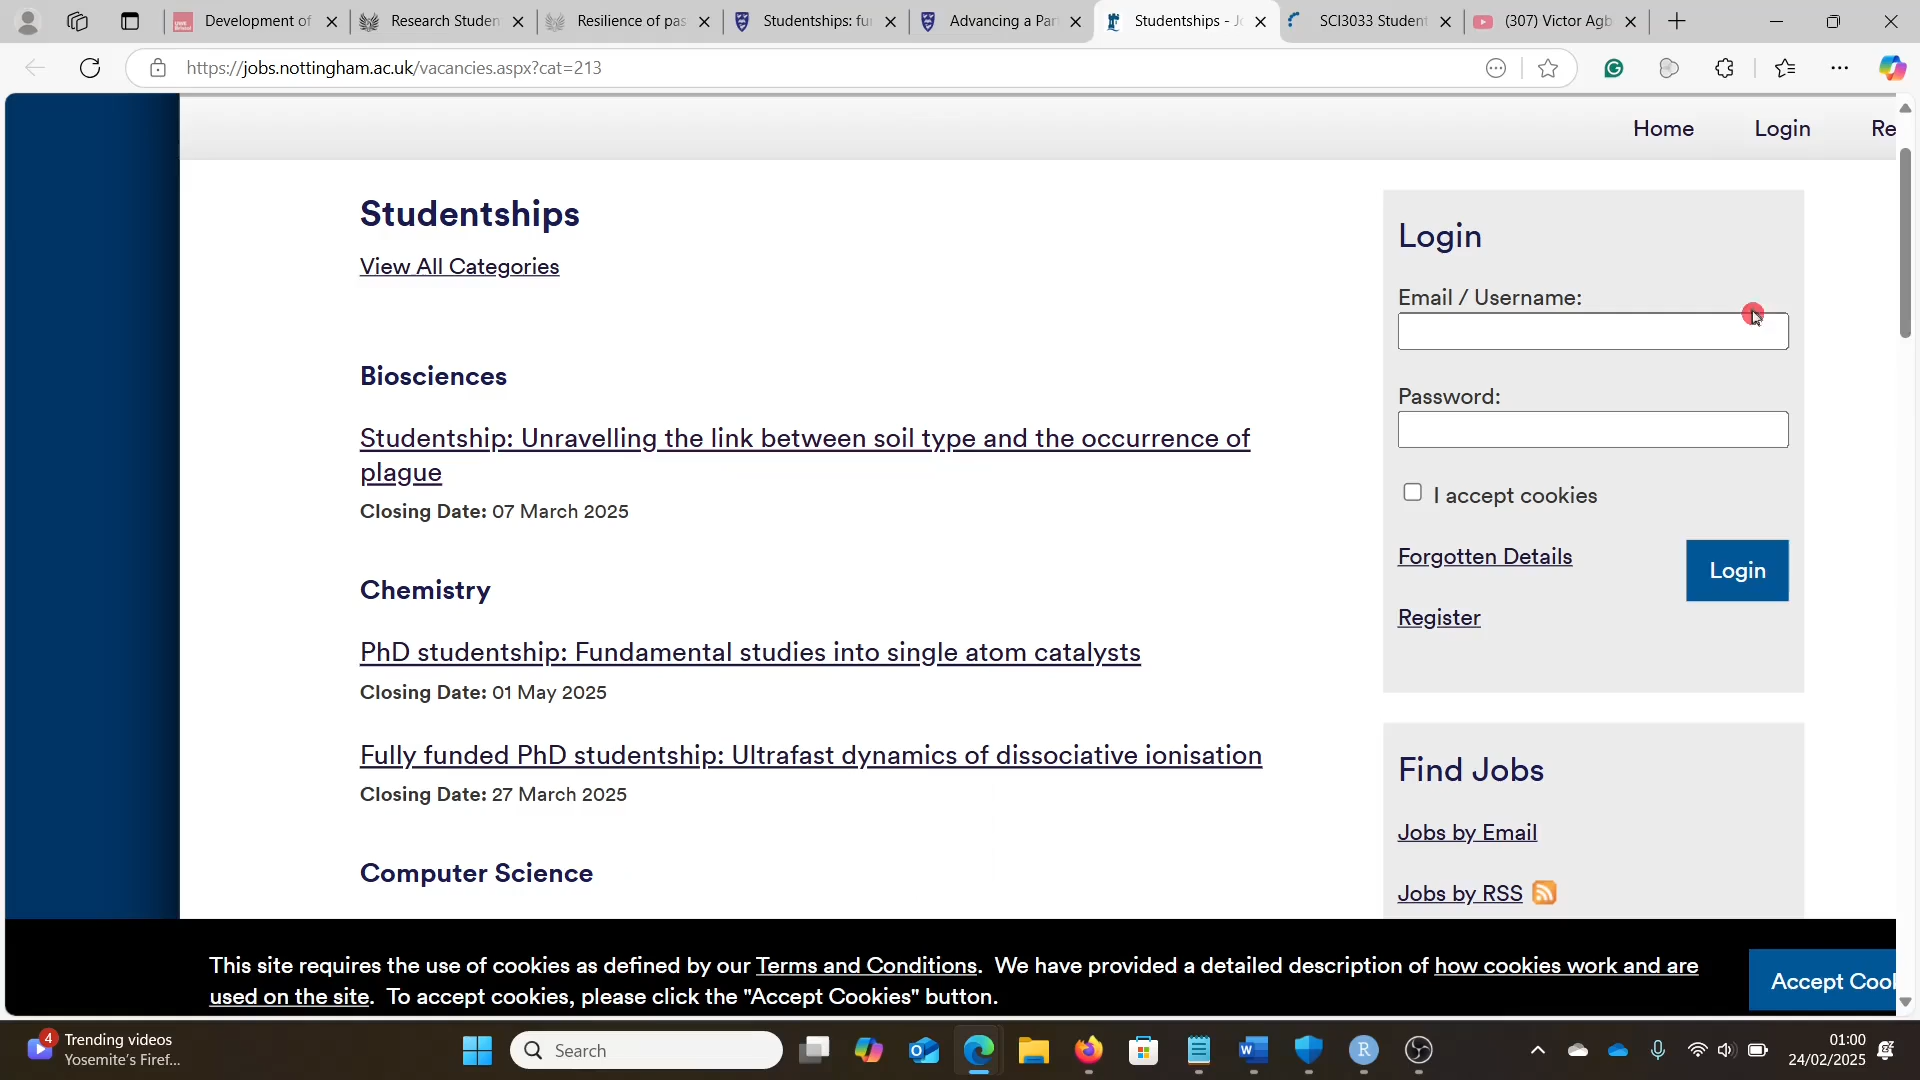 Development of
Research Studen
Resilience of pas
Studentships: fu
Advancing a Par
Studentships - Jo
SCI3033 Student
(307) Victor Agb
https://jobs.nottingham.ac.uk/vacancies.aspx?cat=213
Home
Login
Re
Studentships
View All Categories
Biosciences
Studentship: Unravelling the link between soil type and the occurrence of
plague
Closing Date: 07 March 2025
Chemistry
PhD studentship: Fundamental studies into single atom catalysts
Closing Date: 01 May 2025
Fully funded PhD studentship: Ultrafast dynamics of dissociative ionisation
Closing Date: 27 March 2025
Computer Science
Login
Email / Username:
Password:
I accept cookies
Forgotten Details
Login
Register
Find Jobs
Jobs by Email
Jobs by RSS
This site requires the use of cookies as defined by our Terms and Conditions. We have provided a detailed description of how cookies work and are
used on the site. To accept cookies, please click the "Accept Cookies" button.
Accept Cool
4
Trending videos
Yosemite's Firef...
Search
01:00
24/02/2025